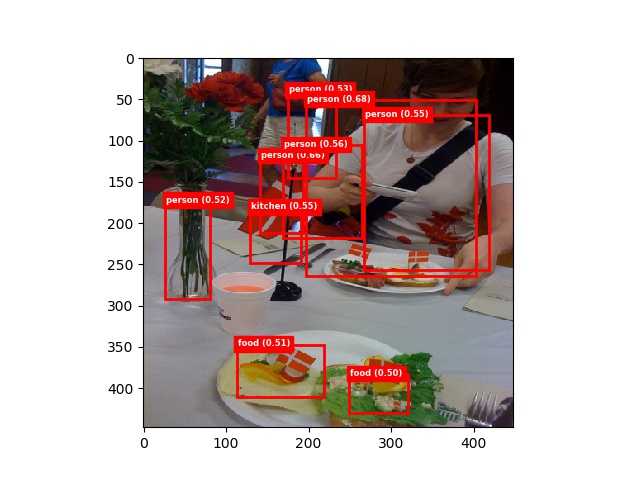 0
50
100
150
200
250
300
350
400
0
100
200
300
400
person (0.53)
person (0.68)
person (0.55)
person (0.56)
person (0.66)
person (0.52)
kitchen (0.55)
food (0.51)
food (0.50)